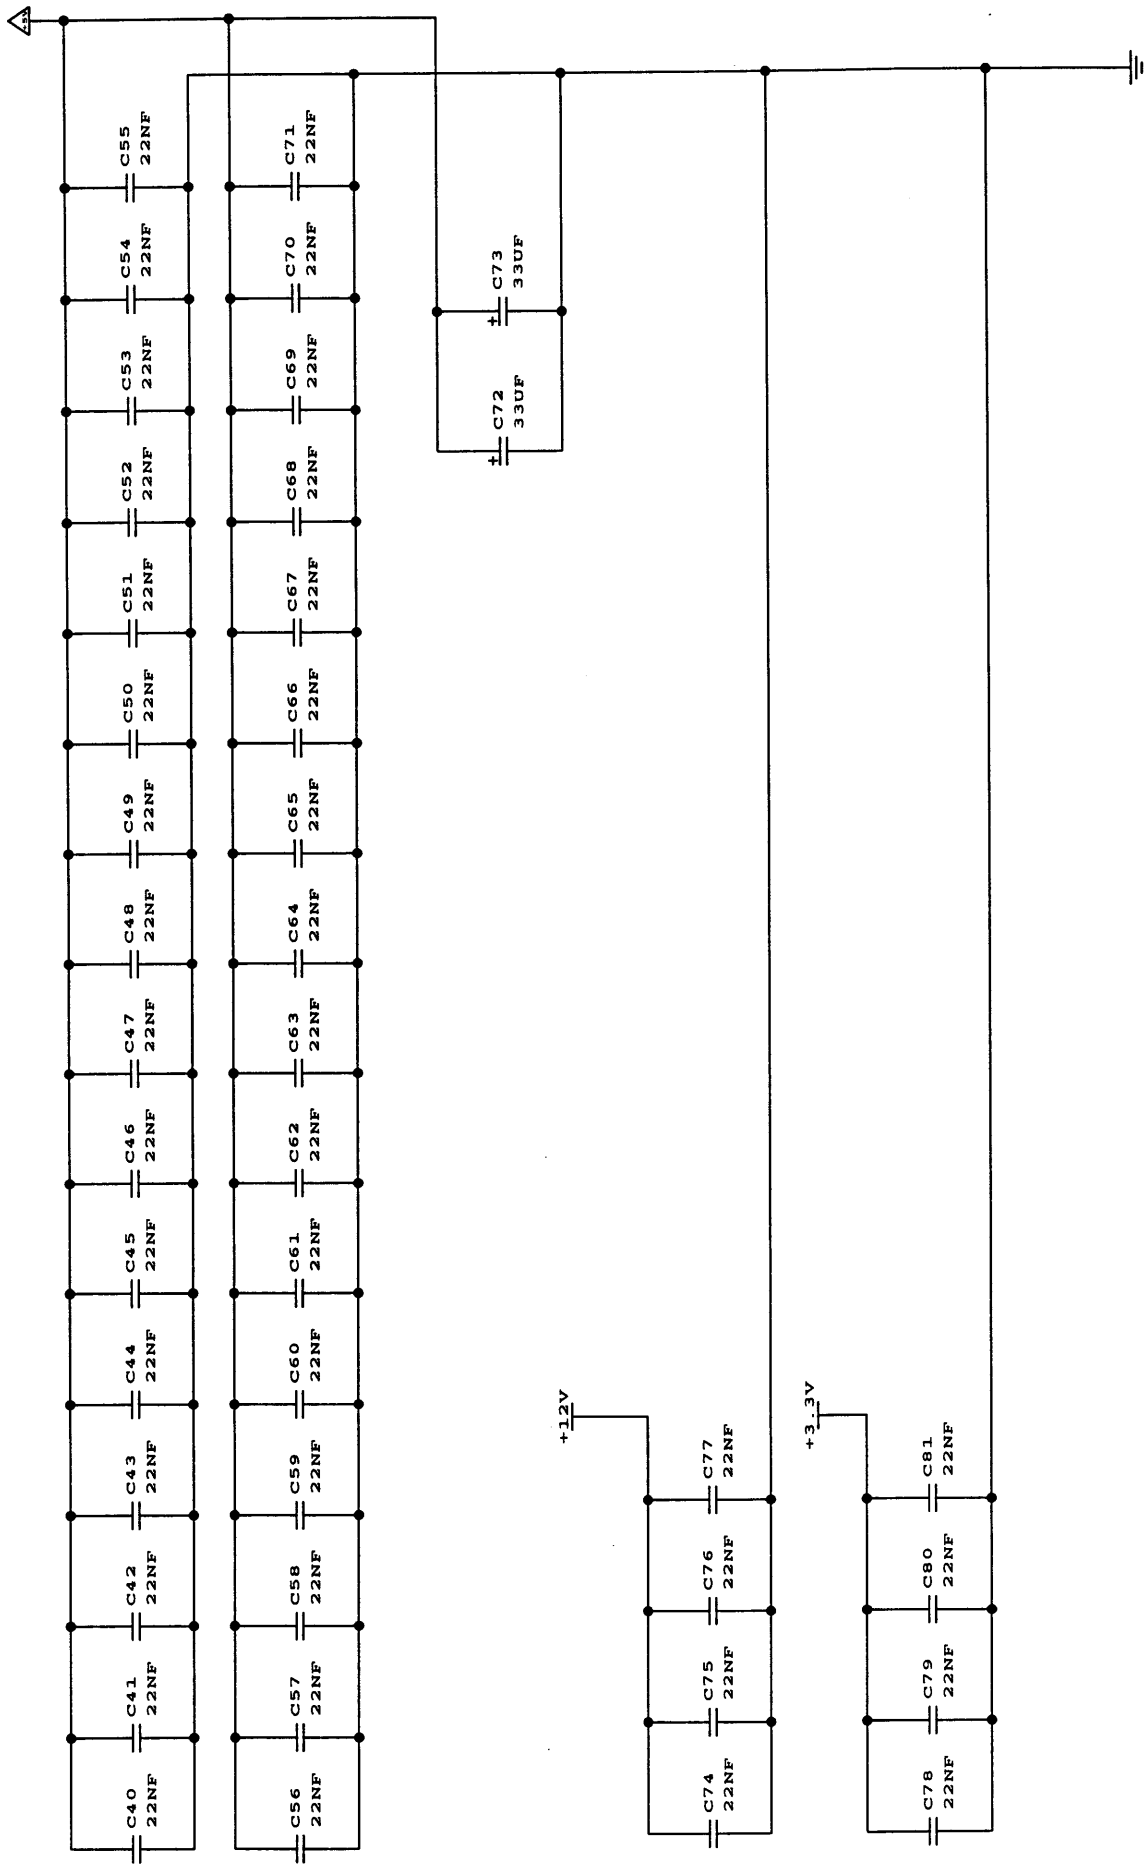 +5V
C40
22NF
C41
22NF
C42
22NF
C43
22NF
C44
22NF
C45
22NF
C46
22NF
C47
22NF
C48
22NF
C49
22NF
C50
22NF
C51
22NF
C52
22NF
C53
22NF
C54
22NF
C55
22NF
C56
22NF
C57
22NF
C58
22NF
C59
22NF
C60
22NF
C61
22NF
C62
22NF
C63
22NF
C64
22NF
C65
22NF
C66
22NF
C67
22NF
C68
22NF
C69
22NF
C70
22NF
C71
22NF
+
C72
33UF
+
C73
33UF
+12V
C74
22NF
C75
22NF
C76
22NF
C77
22NF
+3.3V
C78
22NF
C79
22NF
C80
22NF
C81
22NF